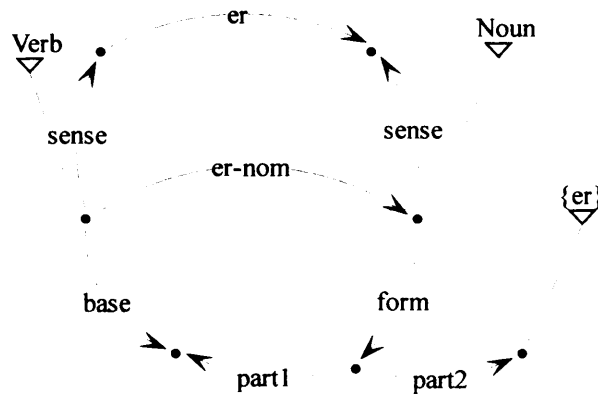 er
Verb
Noun
sense
sense
er-nom
{er}
base
form
part1
part2